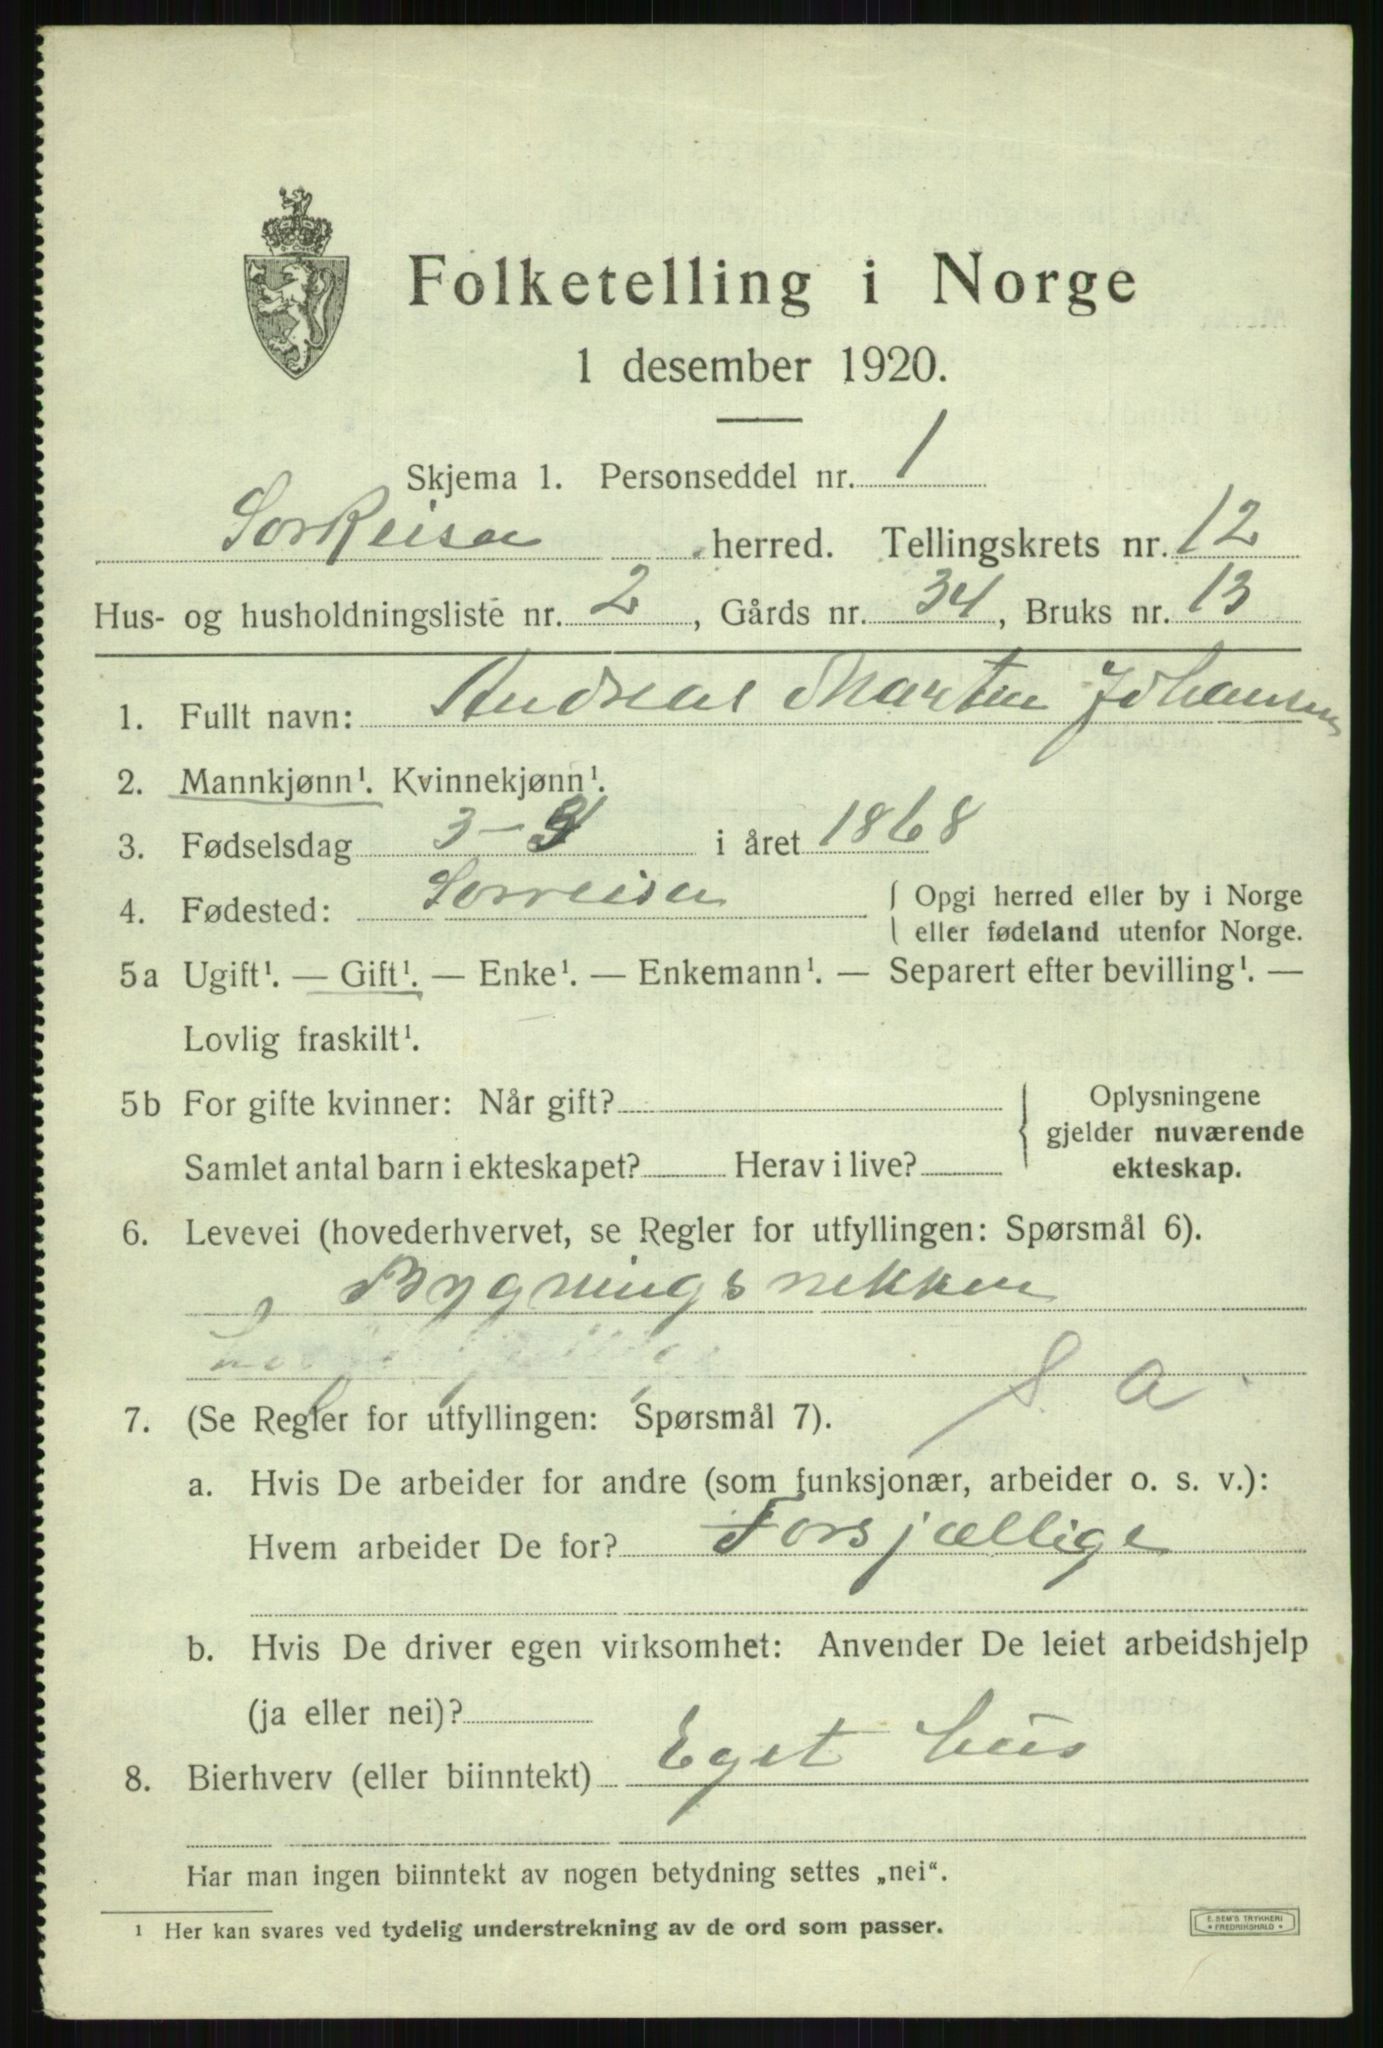 Folketelling i Norge
1 desember 1920.
Skjema 1. Personseddel nr. 1
Sorreisa herred. Tellingskrets nr. 12
Hus- og husholdningsliste nr. 2, Gårds nr. 34, Bruks nr. 13
1. Fullt navn: Andreas Martin Johansen
2. Mannkjønn¹. Kvinnekjønn¹.
3. Fødselsdag 3- i året 1868
4. Fødested: Sorreisa { Opgi herred eller by i Norge
eller fødeland utenfor Norge.
5a Ugift¹. — Gift¹. — Enke¹. — Enkemann¹. — Separert efter bevilling¹. —
Lovlig fraskilt¹.
5b For gifte kvinner: Når gift? Oplysningene
gjelder nuværende
Samlet antal barn i ekteskapet? Herav i live? ekteskap.
6. Levevei (hovederhvervet, se Regler for utfyllingen: Spørsmål 6).
Bygningsnekker
S. a
7. (Se Regler for utfyllingen: Spørsmål 7).
a. Hvis De arbeider for andre (som funksjonær, arbeider o. s. v.):
Hvem arbeider De for? Forsjællige
b. Hvis De driver egen virksomhet: Anvender De leiet arbeidshjelp
(ja eller nei)?
8. Bierhverv (eller biinntekt) Eget hus
Har man ingen biinntekt av nogen betydning settes „nei“.
¹ Her kan svares ved tydelig understrekning av de ord som passer.
E. SEM'S TRYKKERI
FREDRIKSHALD